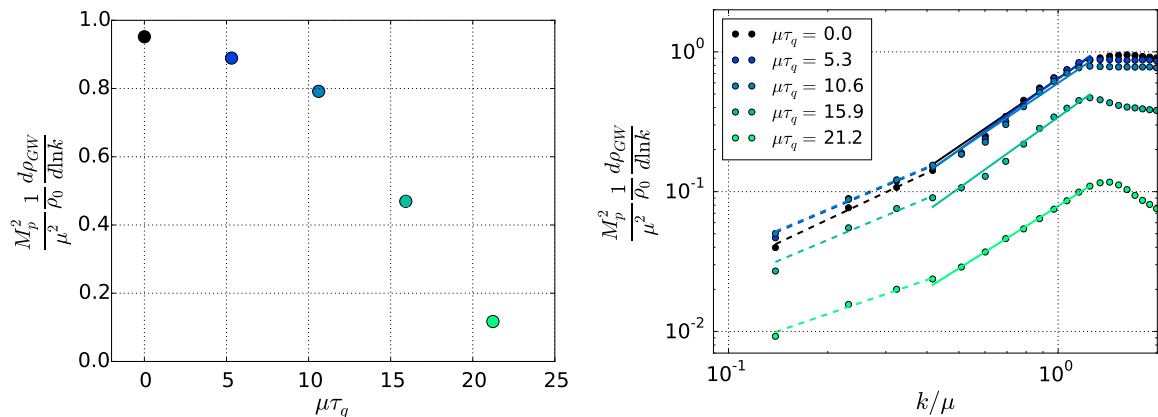 1.0
0.8
0.6
0.4
0.2
0.0
0 5 10 15 20 25
μτ_q
M_p^2/μ^2 1/ρ_0 dρ_GW/dlnk
μτ_q = 0.0
μτ_q = 5.3
μτ_q = 10.6
μτ_q = 15.9
μτ_q = 21.2
10^0
10^-1
10^-2
10^-1 10^0
k/μ
M_p^2/μ^2 1/ρ_0 dρ_GW/dlnk